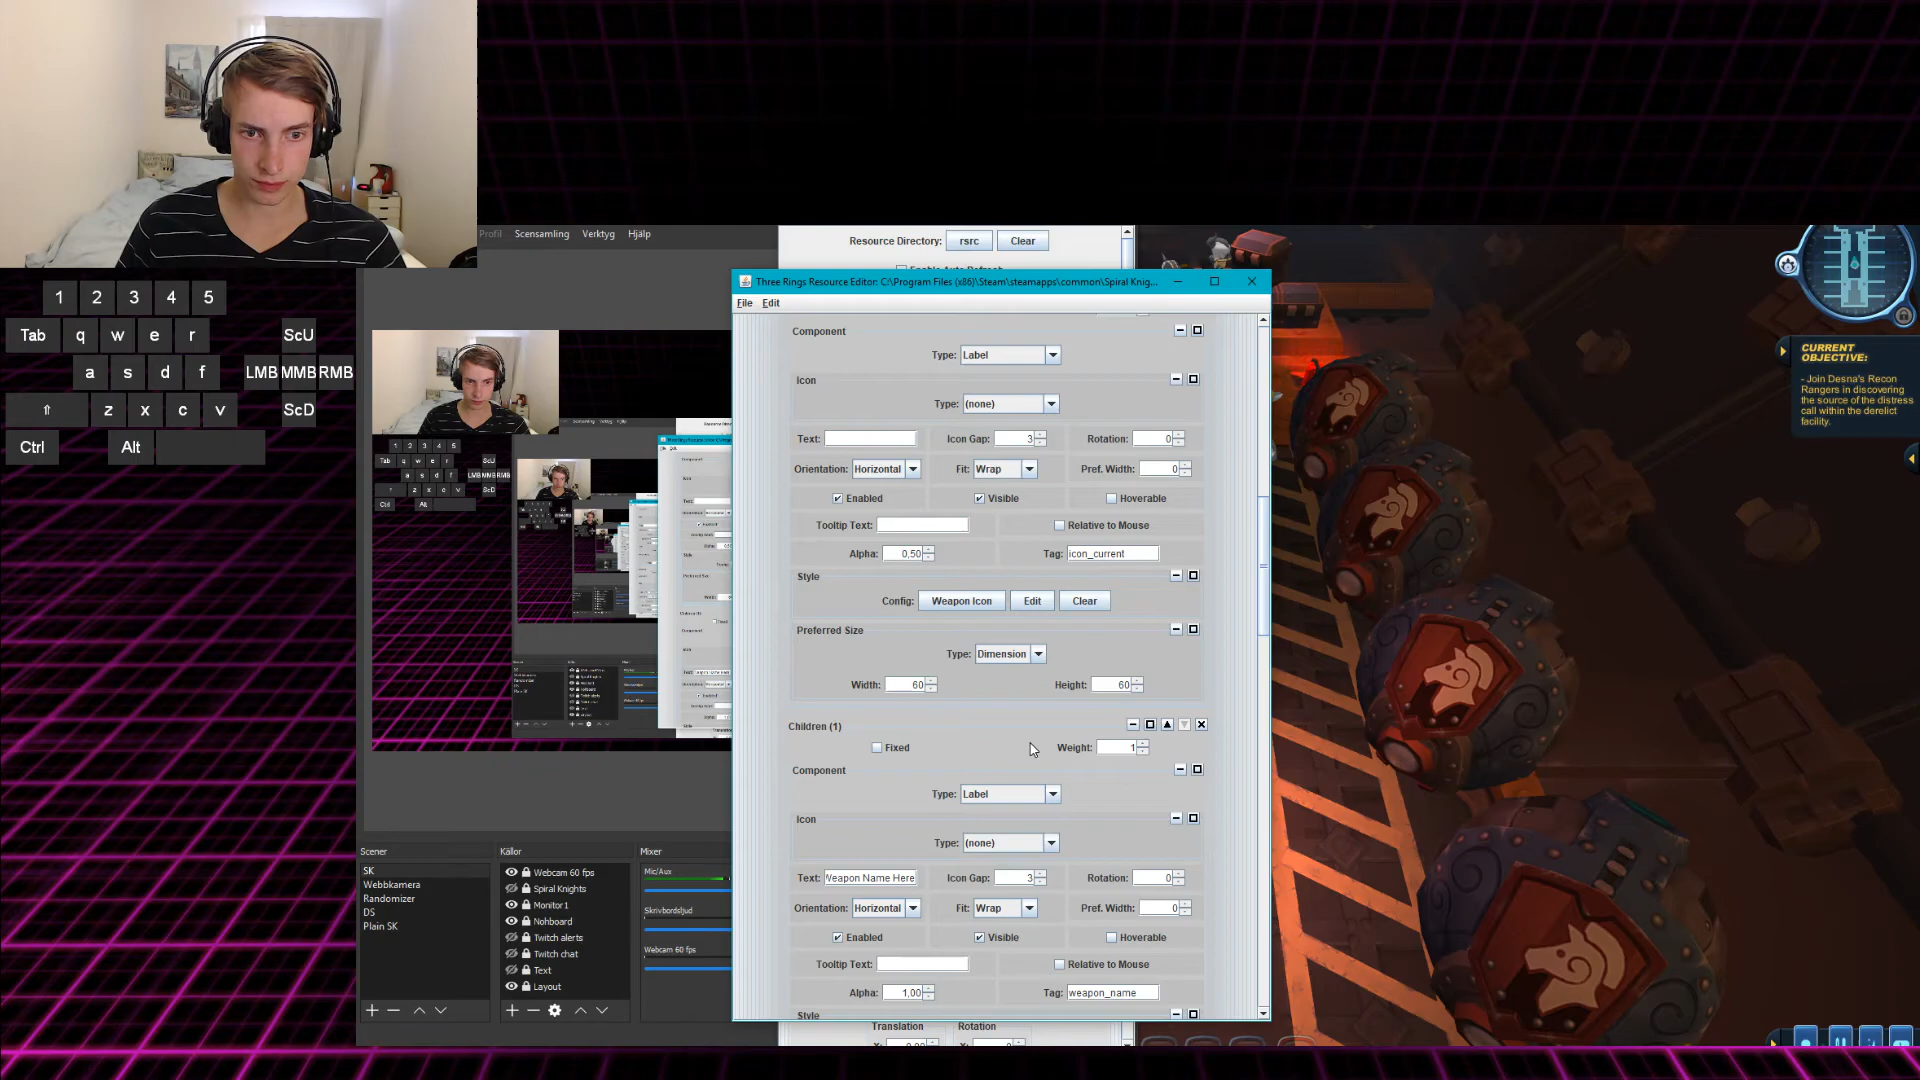 1 2 3 4 5
Tab q w e r ScU
a s d f LMB MMB RMB
⇧ z x c v ScD
Ctrl Alt
Profil Scensamling Verktyg Hjälp
Resource Directory: rsrc Clear
Three Rings Resource Editor: C:\Program Files (x86)\Steam\steamapps\common\Spiral Knig...
File Edit
Component
Type: Label
Icon
Type: (none)
Text: Icon Gap: 3 Rotation: 0
Orientation: Horizontal Fit: Wrap Pref. Width: 0
Enabled Visible Hoverable
Tooltip Text: Relative to Mouse
Alpha: 0,50 Tag: icon_current
Style
Config: Weapon Icon Edit Clear
Preferred Size
Type: Dimension
Width: 60 Height: 60
Children (1)
Fixed Weight: 1
Component
Type: Label
Icon
Type: (none)
Text: Weapon Name Here Icon Gap: 3 Rotation: 0
Orientation: Horizontal Fit: Wrap Pref. Width: 0
Enabled Visible Hoverable
Tooltip Text: Relative to Mouse
Alpha: 1,00 Tag: weapon_name
Style
Translation Rotation
Scener
SK
Webbkamera
Randomizer
DS
Plain SK
Källor
Webcam 60 fps
Spiral Knights
Monitor1
Nohboard
Twitch alerts
Twitch chat
Text
Layout
Mixer
Mic/Aux
Skrivbordsljud
Webcam 60 fps
CURRENT
OBJECTIVE:
- Join Desna's Recon
Rangers in discovering
the source of the distress
call within the derelict
facility.